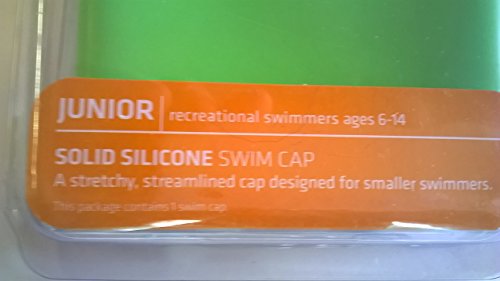 JUNIOR | recreational swimmers ages 6-14
SOLID SILICONE SWIM CAP
A stretchy, streamlined cap designed for smaller swimmers.
This package contains 1 swim cap